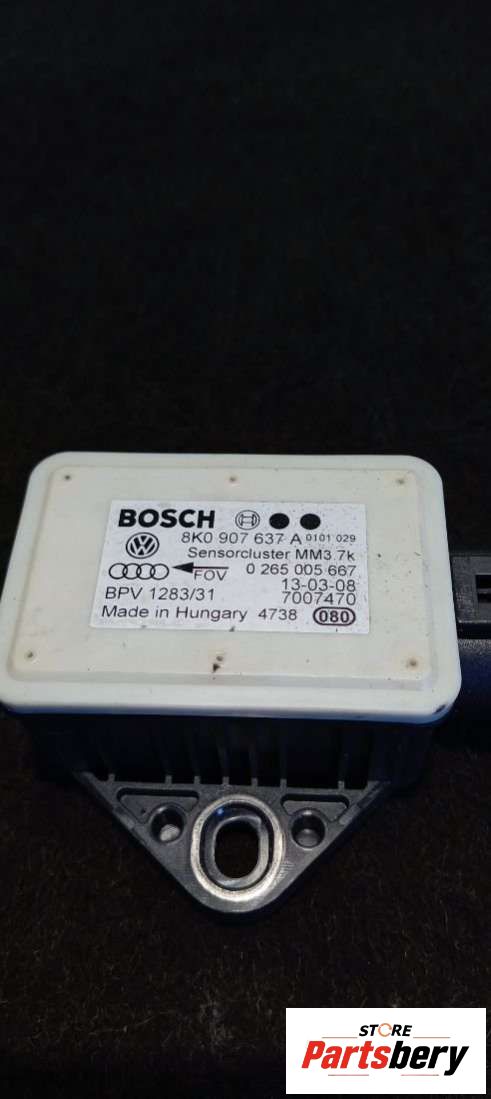 BOSCH
8K0 907 637 A 0101 029
Sensorcluster MM3.7k
FOV 0 265 005 667
13-03-08
BPV 1283/31 7007470
Made in Hungary 4738 080
STORE
Partsbery